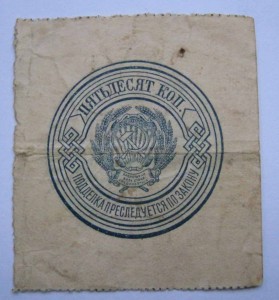 ПЯТЬДЕСЯТ КОП.
ПОДДЕЛКА ПРЕСЛЕДУЕТСЯ ПО ЗАКОНУ